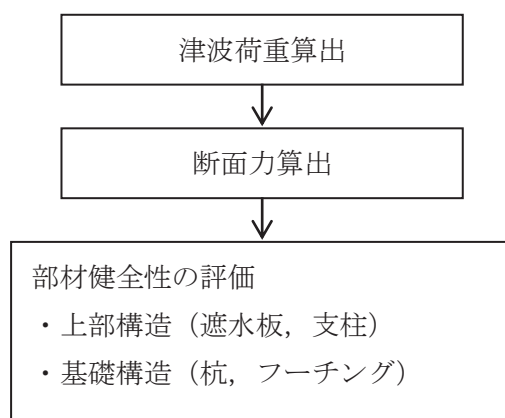 津波荷重算出
断面力算出
部材健全性の評価
・上部構造（遮水板，支柱）
・基礎構造（杭，フーチング）